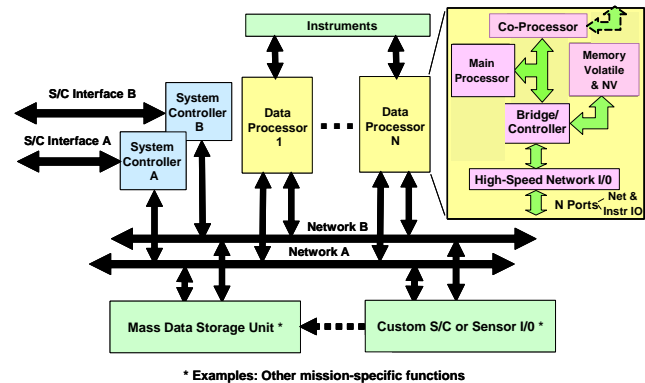 Instruments
Co-Processor
Main
Processor
Memory
Volatile
& NV
S/C Interface B
System
Controller
B
Data
Processor
1
Data
Processor
N
Bridge/
Controller
S/C Interface A
System
Controller
A
High-Speed Network I/0
N Ports
Net &
Instr IO
Network B
Network A
Mass Data Storage Unit *
Custom S/C or Sensor I/0 *
* Examples: Other mission-specific functions